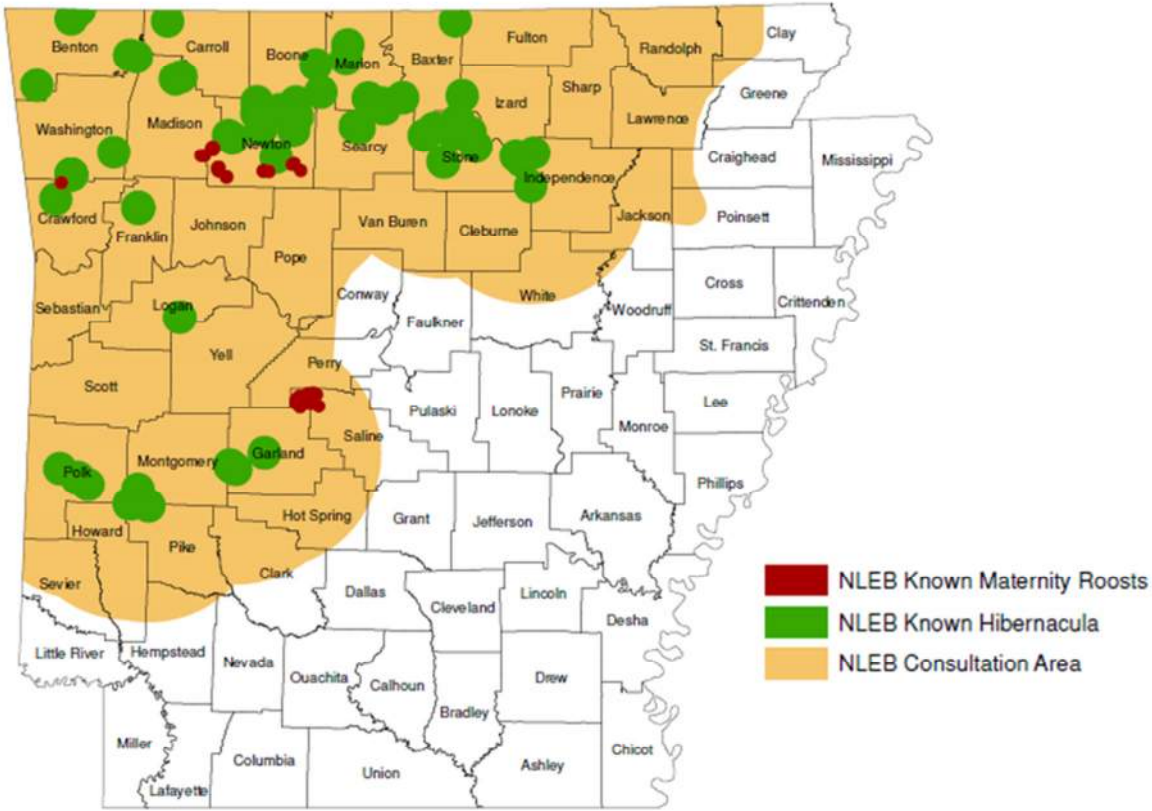 Benton
Carroll
Boone
Marion
Baxter
Fulton
Randolph
Clay
Washington
Madison
Newton
Searcy
Stone
Izard
Sharp
Lawrence
Greene
Craighead
Mississippi
Independence
Crawford
Franklin
Johnson
Pope
Van Buren
Cleburne
Jackson
Poinsett
Sebastian
Logan
Conway
Faulkner
White
Woodruff
Cross
Crittenden
Scott
Yell
Perry
Pulaski
Lonoke
Prairie
St. Francis
Lee
Monroe
Phillips
Polk
Montgomery
Garland
Saline
Hot Spring
Grant
Jefferson
Arkansas
Howard
Pike
Clark
Sevier
Dallas
Cleveland
Lincoln
Desha
Little River
Hempstead
Nevada
Ouachita
Calhoun
Bradley
Drew
Miller
Lafayette
Columbia
Union
Ashley
Chicot
NLEB Known Maternity Roosts
NLEB Known Hibernacula
NLEB Consultation Area